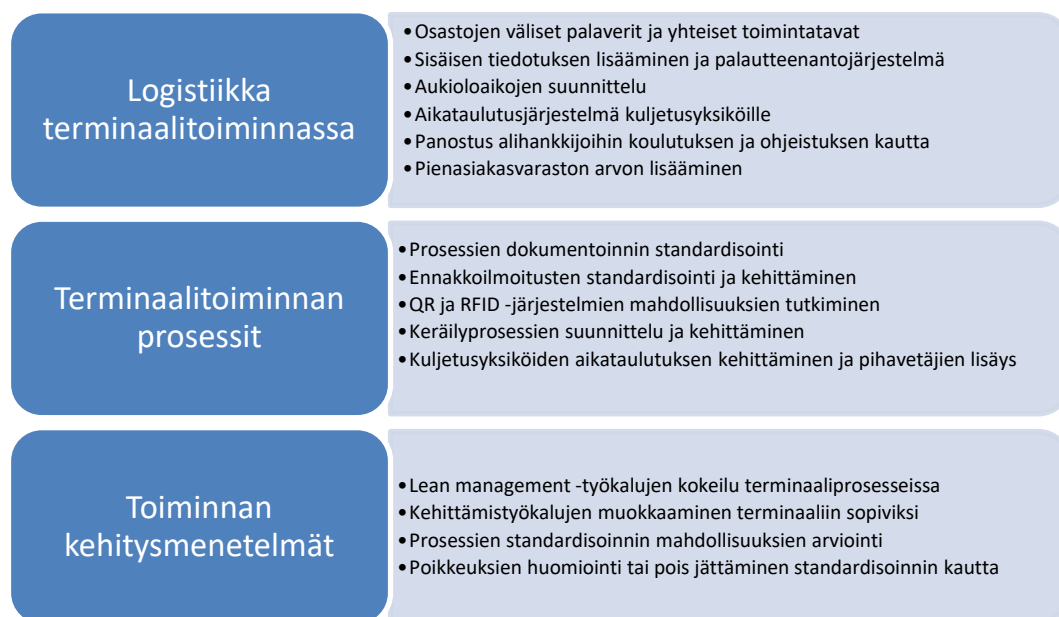 Logistiikka
terminaalitoiminnassa
•Osastojen väliset palaverit ja yhteiset toimintatavat
•Sisäisen tiedotuksen lisääminen ja palautteenantojärjestelmä
•Aukioloaikojen suunnittelu
•Aikataulutusjärjestelmä kuljetusyksiköille
•Panostus alihankkijoihin koulutuksen ja ohjeistuksen kautta
•Pienasiakasvaraston arvon lisääminen
Terminaalitoiminnan
prosessit
•Prosessien dokumentoinnin standardisointi
•Ennakkoilmoitusten standardisointi ja kehittäminen
•QR ja RFID -järjestelmien mahdollisuuksien tutkiminen
•Keräilyprosessien suunnittelu ja kehittäminen
•Kuljetusyksiköiden aikataulutuksen kehittäminen ja pihavetäjien lisäys
Toiminnan
kehitysmenetelmät
•Lean management -työkalujen kokeilu terminaaliprosesseissa
•Kehittämistyökalujen muokkaaminen terminaaliin sopiviksi
•Prosessien standardisoinnin mahdollisuuksien arviointi
•Poikkeuksien huomiointi tai pois jättäminen standardisoinnin kautta